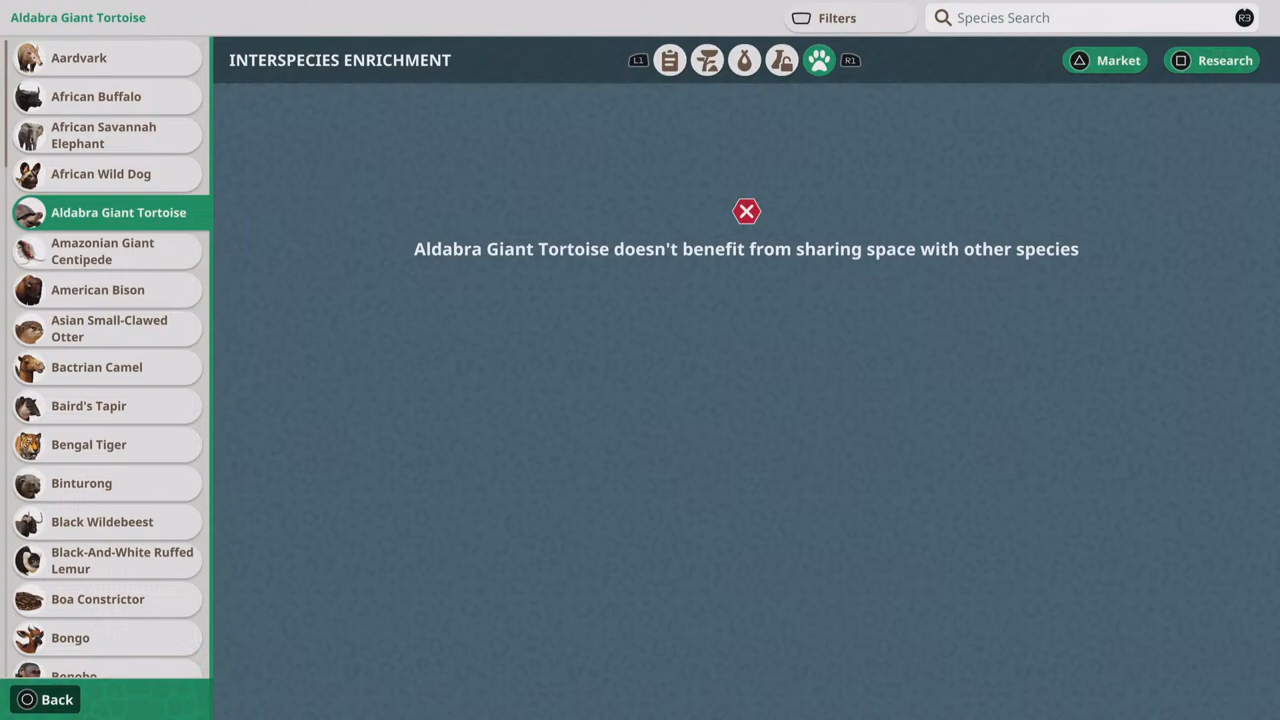 Aldabra Giant Tortoise
Filters
Species Search
R3
Aardvark
African Buffalo
African Savannah
Elephant
African Wild Dog
Aldabra Giant Tortoise
Amazonian Giant
Centipede
American Bison
Asian Small-Clawed
Otter
Bactrian Camel
Baird's Tapir
Bengal Tiger
Binturong
Black Wildebeest
Black-And-White Ruffed
Lemur
Boa Constrictor
Bongo
Bonobo
Back
INTERSPECIES ENRICHMENT
L1
R1
Market
Research
Aldabra Giant Tortoise doesn't benefit from sharing space with other species